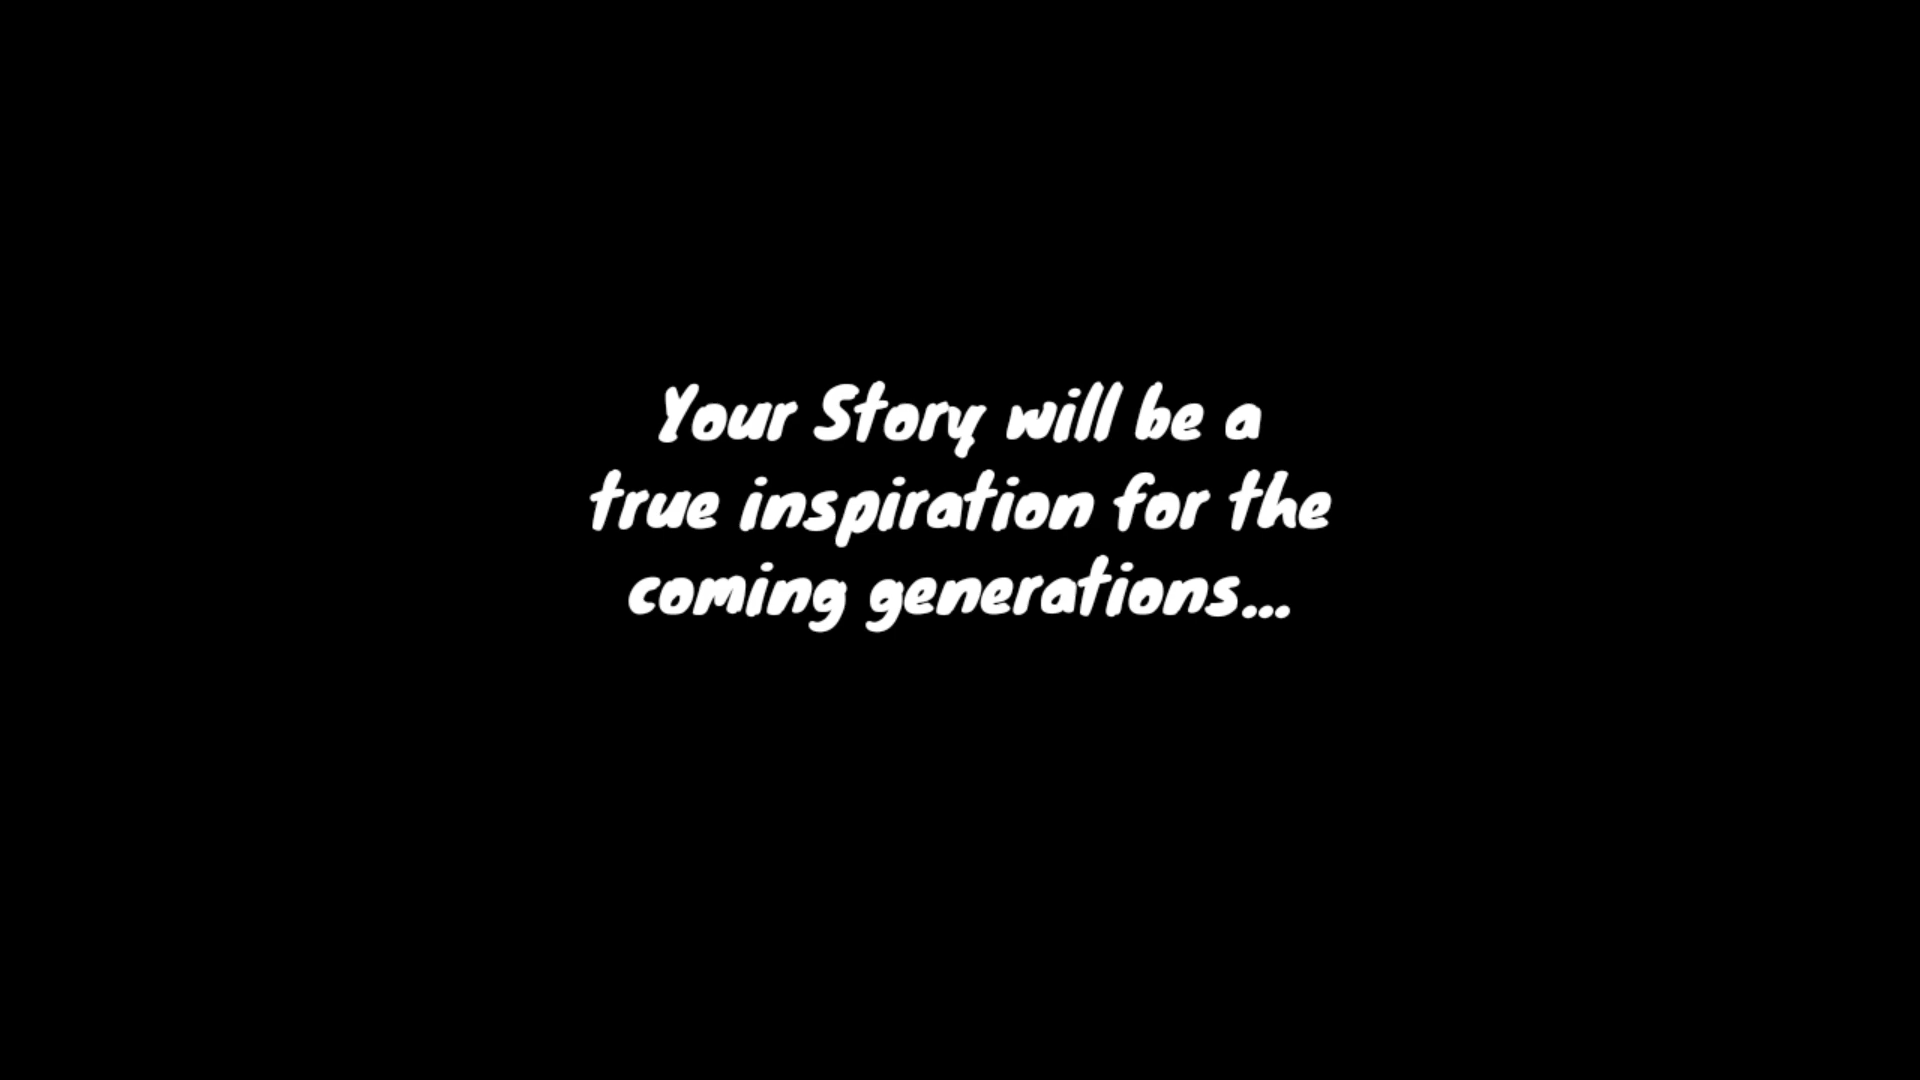 Your Story will be a
true inspiration for the
coming generations...